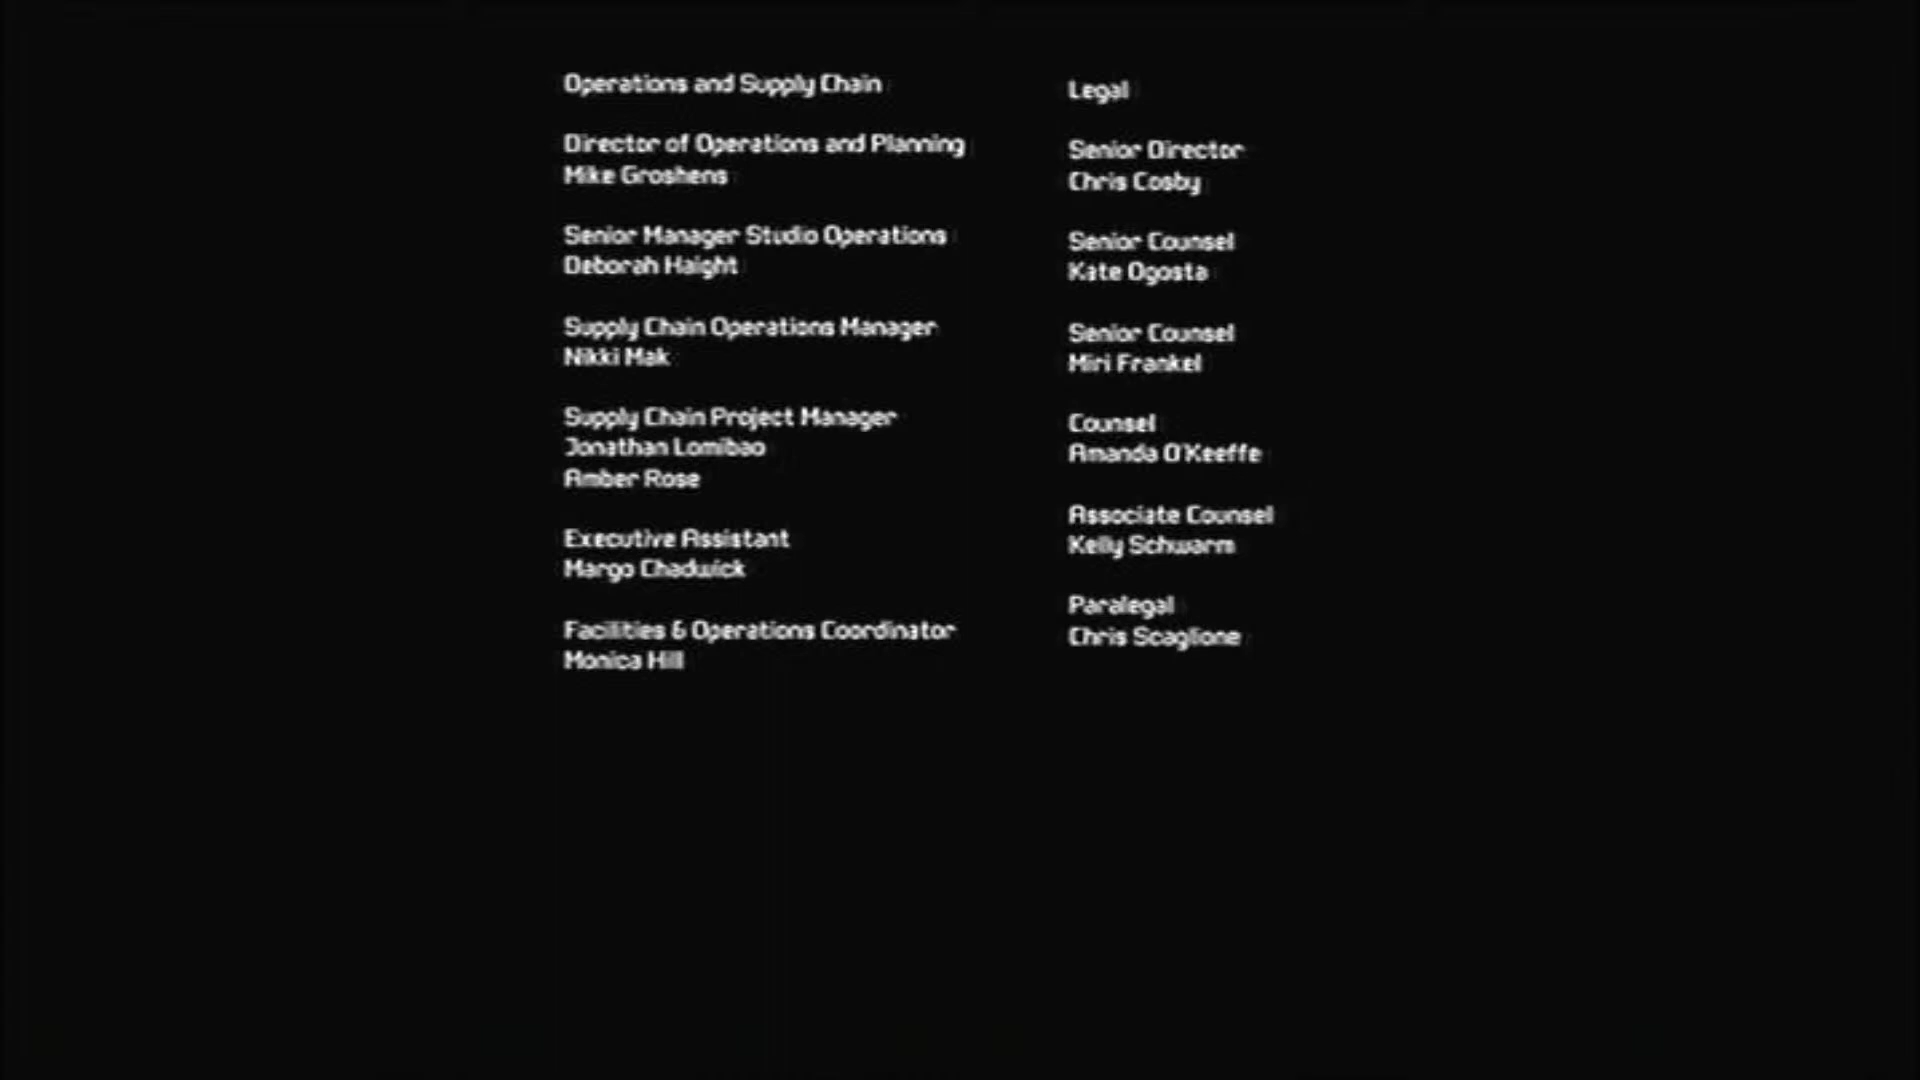 Operations and Supply Chain
Director of Operations and Planning
Mike Groshens
Senior Manager Studio Operations
Deborah Haight
Supply Chain Operations Manager
Nikki Mak
Supply Chain Project Manager
Jonathan Lomibao
Amber Rose
Executive Assistant
Margo Chadwick
Facilities & Operations Coordinator
Monica Hill
Legal
Senior Director
Chris Cosby
Senior Counsel
Kate Ogosta
Senior Counsel
Miri Frankel
Counsel
Amanda O'Keeffe
Associate Counsel
Kelly Schwarm
Paralegal
Chris Scaglione